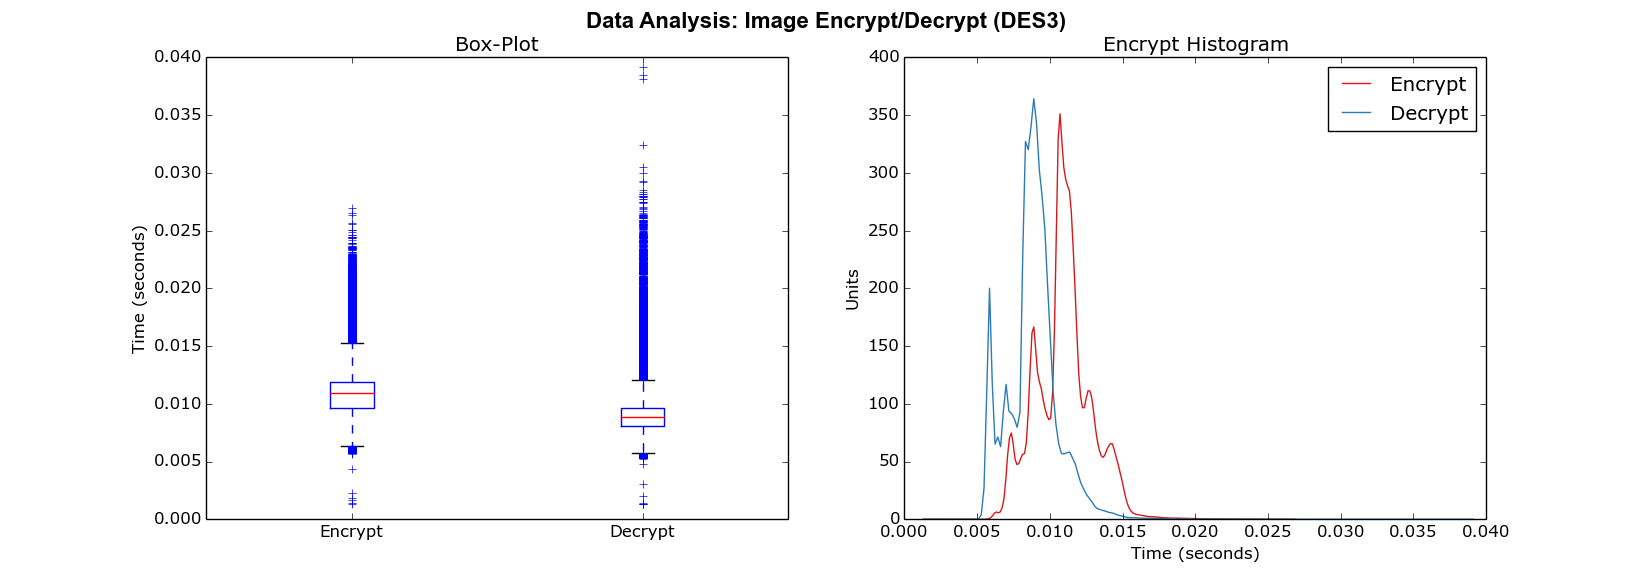 Data Analysis: Image Encrypt/Decrypt (DES3)
Box-Plot
0.040
0.035
0.030
0.025
0.020
0.015
0.010
0.005
0.000
Time (seconds)
Encrypt Decrypt
Encrypt Histogram
400
350
300
250
200
150
100
50
0
Units
Encrypt
Decrypt
0.000 0.005 0.010 0.015 0.020 0.025 0.030 0.035 0.040
Time (seconds)